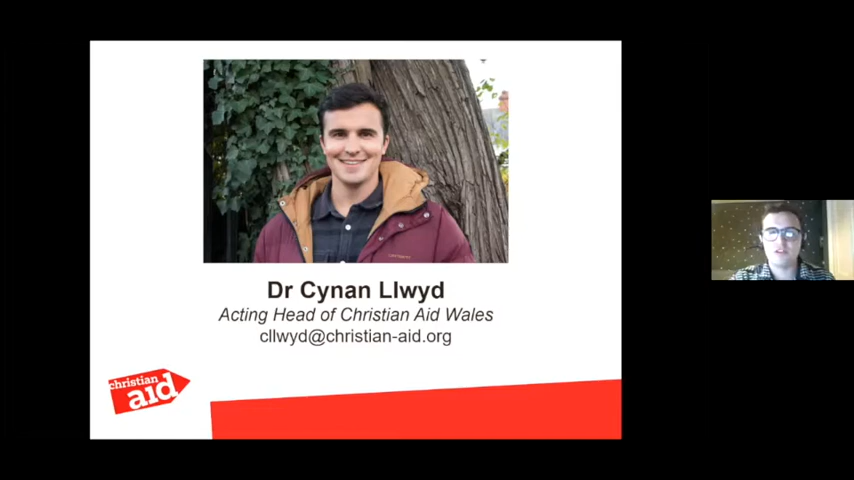 Dr Cynan Llwyd
Acting Head of Christian Aid Wales
cllwyd@christian-aid.org
christian
aid